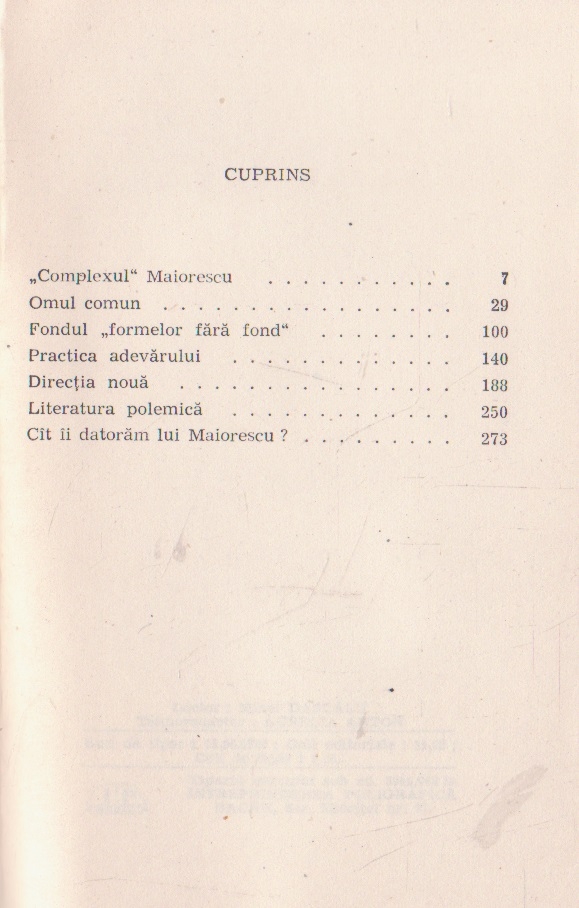 CUPRINS
„Complexul“ Maiorescu . . . . . . . . . . . 7
Omul comun . . . . . . . . . . . . . . . 29
Fondul „formelor fără fond“ . . . . . . . . 100
Practica adevărului . . . . . . . . . . . . 140
Direcția nouă . . . . . . . . . . . . . . 188
Literatura polemică . . . . . . . . . . . . 250
Cît îi datorăm lui Maiorescu ? . . . . . . . . 273